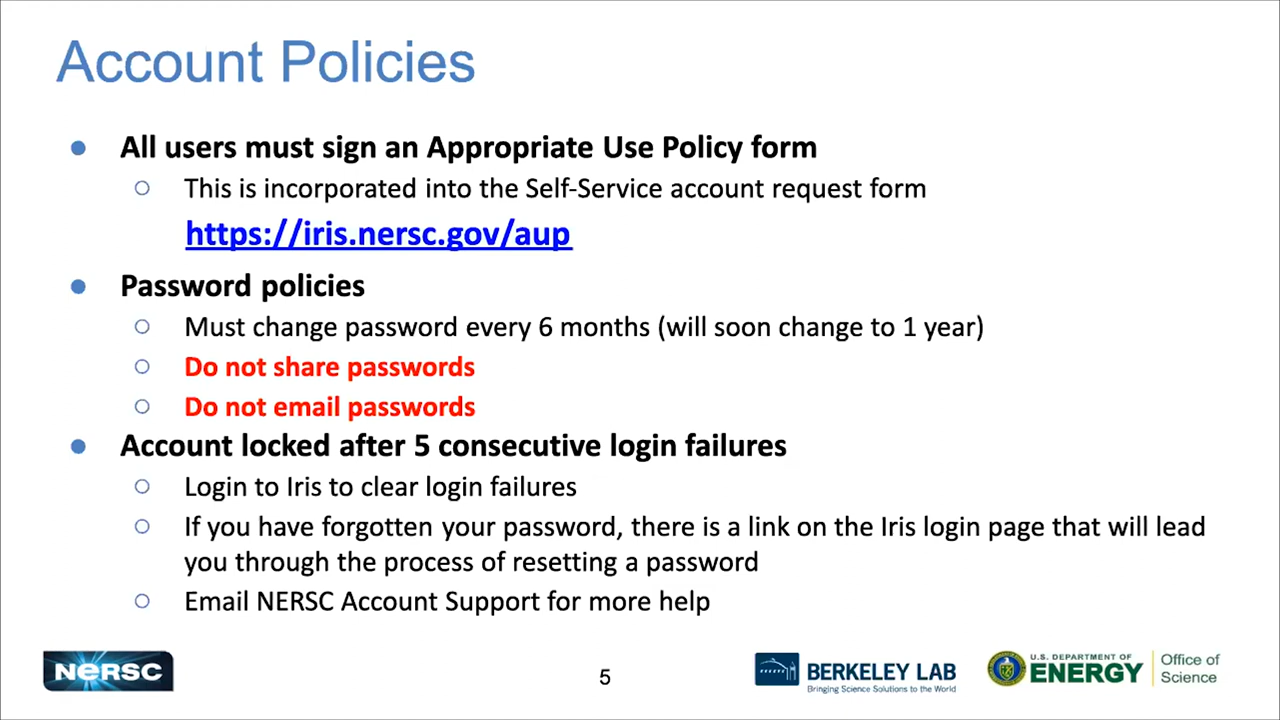 Account Policies
● All users must sign an Appropriate Use Policy form
○ This is incorporated into the Self-Service account request form
https://iris.nersc.gov/aup
● Password policies
○ Must change password every 6 months (will soon change to 1 year)
○ Do not share passwords
○ Do not email passwords
● Account locked after 5 consecutive login failures
○ Login to Iris to clear login failures
○ If you have forgotten your password, there is a link on the Iris login page that will lead
you through the process of resetting a password
○ Email NERSC Account Support for more help
NERSC
5
BERKELEY LAB
Bringing Science Solutions to the World
U.S. DEPARTMENT OF
ENERGY
Office of
Science